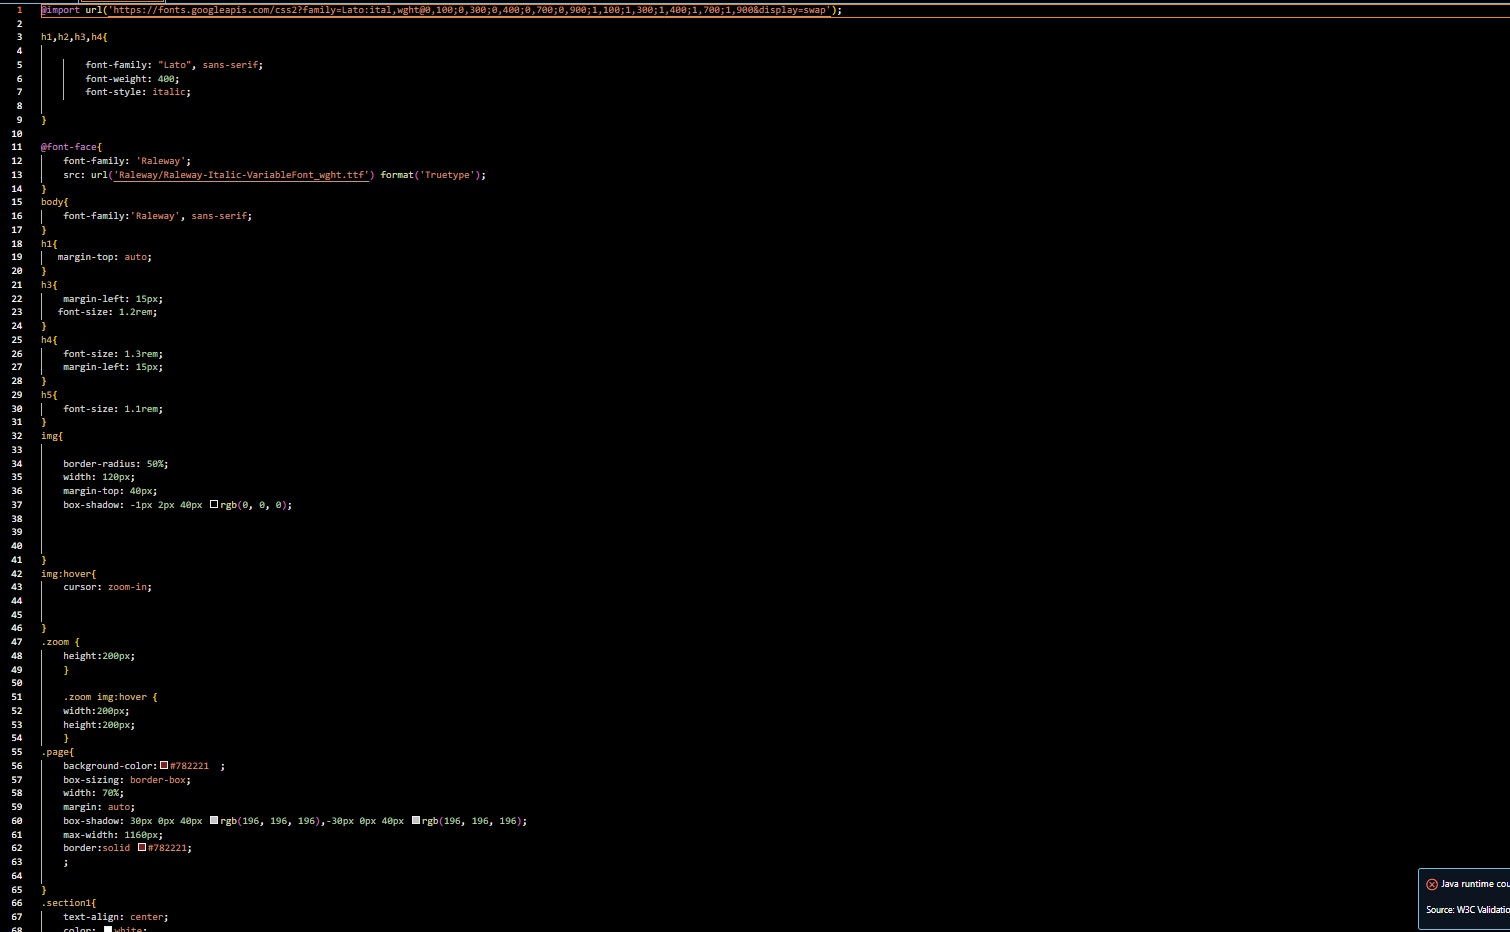 1 @import url('https://fonts.googleapis.com/css2?family=Lato:ital,wght@0,100;0,300;0,400;0,700;0,900;1,100;1,300;1,400;1,700;1,900&display=swap');
2
3 h1,h2,h3,h4{
4
5 font-family: "Lato", sans-serif;
6 font-weight: 400;
7 font-style: italic;
8
9 }
10
11 @font-face{
12 font-family: 'Raleway';
13 src: url('Raleway/Raleway-Italic-VariableFont_wght.ttf') format('Truetype');
14 }
15 body{
16 font-family:'Raleway', sans-serif;
17 }
18 h1{
19 margin-top: auto;
20 }
21 h3{
22 margin-left: 15px;
23 font-size: 1.2rem;
24 }
25 h4{
26 font-size: 1.3rem;
27 margin-left: 15px;
28 }
29 h5{
30 font-size: 1.1rem;
31 }
32 img{
33
34 border-radius: 50%;
35 width: 120px;
36 margin-top: 40px;
37 box-shadow: -1px 2px 40px rgb(0, 0, 0);
38
39
40
41 }
42 img:hover{
43 cursor: zoom-in;
44
45
46 }
47 .zoom {
48 height:200px;
49 }
50
51 .zoom img:hover {
52 width:200px;
53 height:200px;
54 }
55 .page{
56 background-color:#782221 ;
57 box-sizing: border-box;
58 width: 70%;
59 margin: auto;
60 box-shadow: 30px 0px 40px rgb(196, 196, 196),-30px 0px 40px rgb(196, 196, 196);
61 max-width: 1160px;
62 border:solid #782221;
63 ;
64
65 }
66 .section1{
67 text-align: center;
68 color: white;
Java runtime cou
Source: W3C Validatio